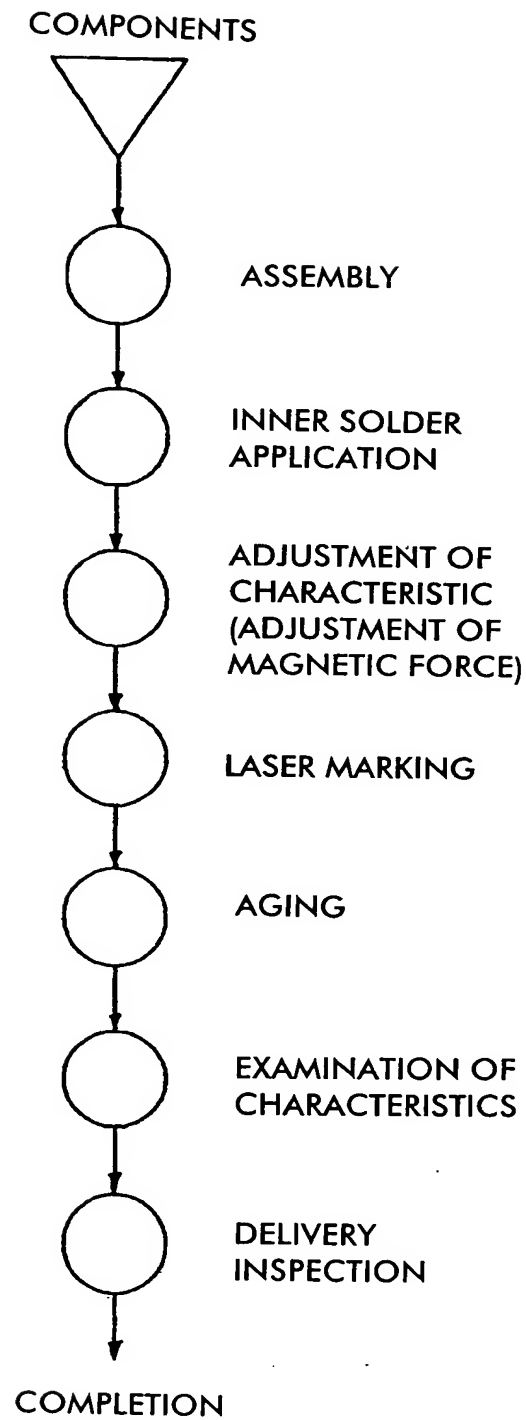 COMPONENTS
ASSEMBLY
INNER SOLDER
APPLICATION
ADJUSTMENT OF
CHARACTERISTIC
(ADJUSTMENT OF
MAGNETIC FORCE)
LASER MARKING
AGING
EXAMINATION OF
CHARACTERISTICS
DELIVERY
INSPECTION
COMPLETION